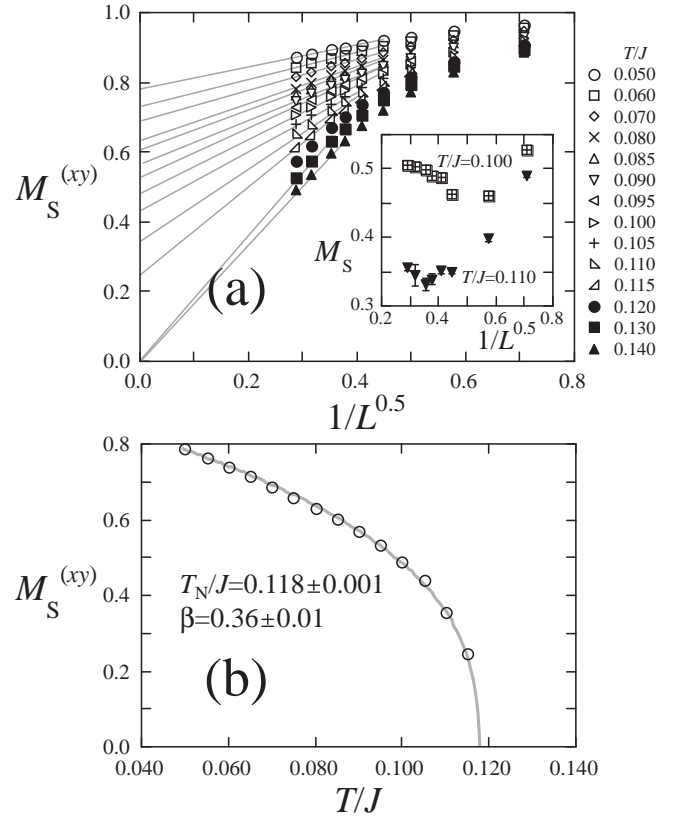 1.0
0.8
0.6
0.4
0.2
0.0
M_S^(xy)
(a)
0.0 0.2 0.4 0.6 0.8
1/L^0.5
0.5
0.4
0.3
M_S
T/J=0.100
T/J=0.110
0.2 0.4 0.6 0.8
1/L^0.5
T/J
0.050
0.060
0.070
0.080
0.085
0.090
0.095
0.100
0.105
0.110
0.115
0.120
0.130
0.140
0.8
0.6
0.4
0.2
0.0
M_S^(xy)
T_N/J=0.118±0.001
β=0.36±0.01
(b)
0.040 0.060 0.080 0.100 0.120 0.140
T/J